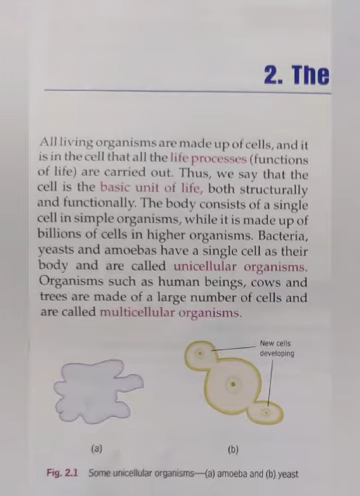 2. The
All living organisms are made up of cells, and it
is in the cell that all the life processes (functions
of life) are carried out. Thus, we say that the
cell is the basic unit of life, both structurally
and functionally. The body consists of a single
cell in simple organisms, while it is made up of
billions of cells in higher organisms. Bacteria,
yeasts and amoebas have a single cell as their
body and are called unicellular organisms.
Organisms such as human beings, cows and
trees are made of a large number of cells and
are called multicellular organisms.
New cells
developing
(a)
(b)
Fig. 2.1 Some unicellular organisms—(a) amoeba and (b) yeast